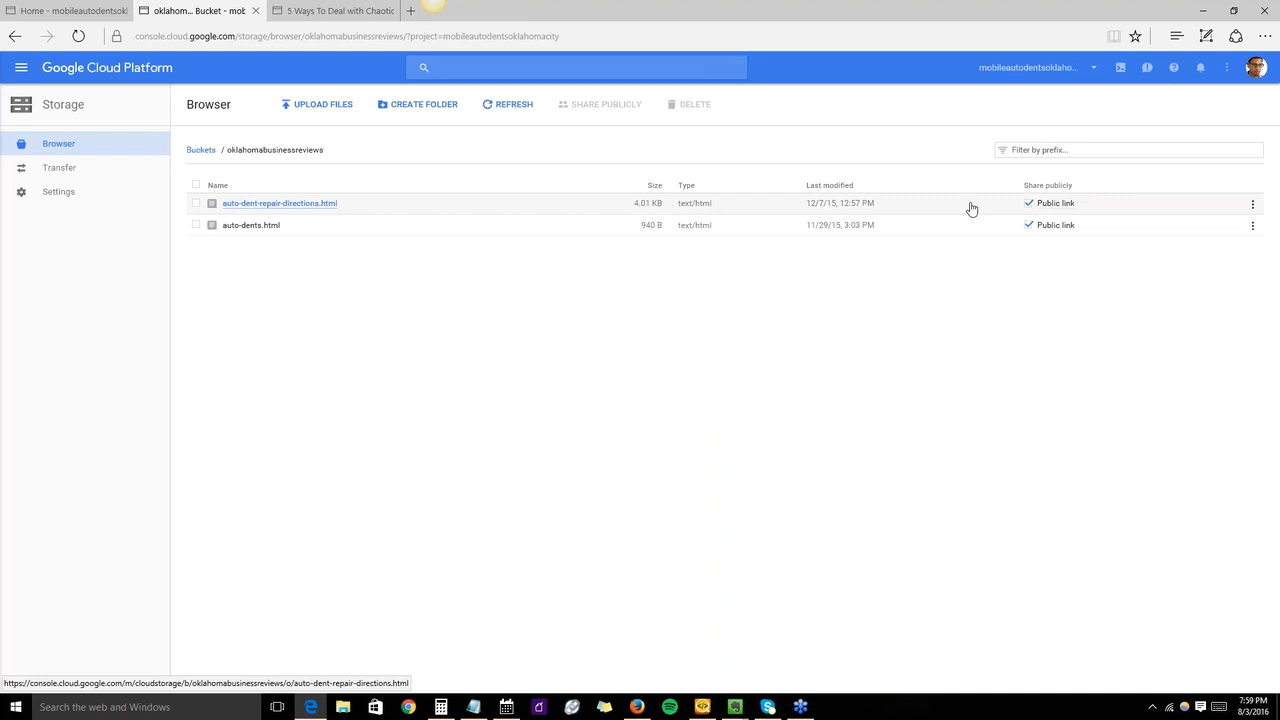 Home - mobileautodentsokl
oklahom... Bucket - mob
5 Ways To Deal with Chaotic
console.cloud.google.com/storage/browser/oklahomabusinessreviews/?project=mobileautodentsoklahomacity
Google Cloud Platform
mobileautodentsoklaho...
Storage
Browser
UPLOAD FILES
CREATE FOLDER
REFRESH
SHARE PUBLICLY
DELETE
Browser
Transfer
Settings
Buckets / oklahomabusinessreviews
Filter by prefix...
Name Size Type Last modified Share publicly
auto-dent-repair-directions.html 4.01 KB text/html 12/7/15, 12:57 PM Public link
auto-dents.html 940 B text/html 11/29/15, 3:03 PM Public link
https://console.cloud.google.com/m/cloudstorage/b/oklahomabusinessreviews/o/auto-dent-repair-directions.html
Search the web and Windows
7:59 PM
8/3/2016